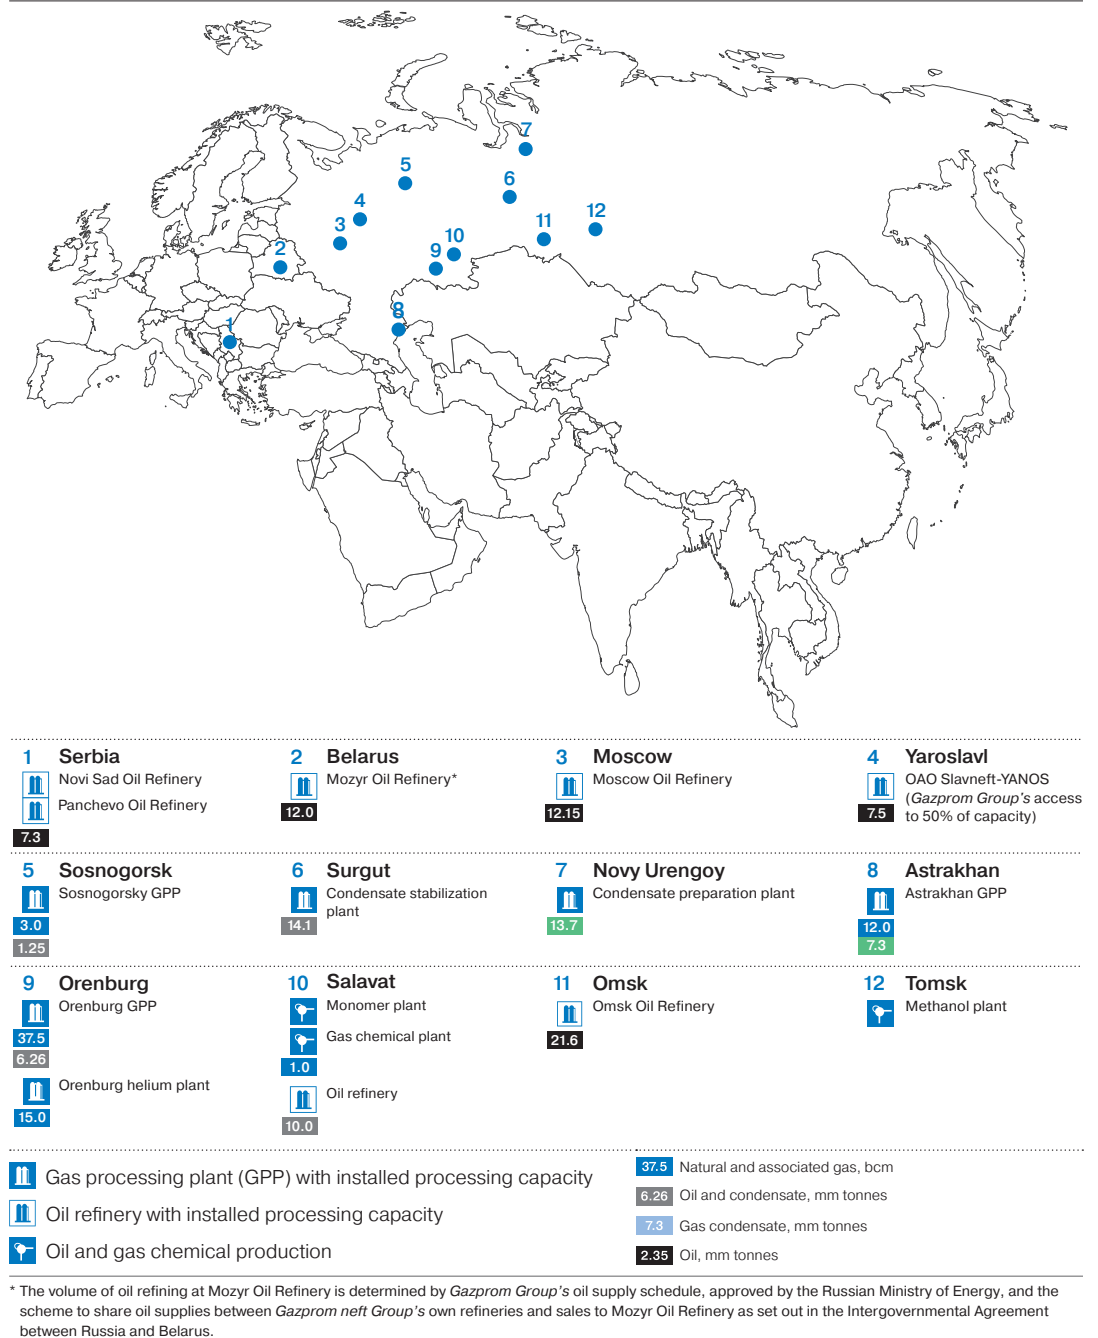 7
5
6
4
12
3
11
10
2
9
8
1
1 Serbia
Novi Sad Oil Refinery
Panchevo Oil Refinery
7.3
2 Belarus
Mozyr Oil Refinery*
12.0
3 Moscow
Moscow Oil Refinery
12.15
4 Yaroslavl
OAO Slavneft-YANOS
(Gazprom Group's access
to 50% of capacity)
7.5
5 Sosnogorsk
Sosnogorsky GPP
3.0
1.25
6 Surgut
Condensate stabilization
plant
14.1
7 Novy Urengoy
Condensate preparation plant
13.7
8 Astrakhan
Astrakhan GPP
12.0
7.3
9 Orenburg
Orenburg GPP
37.5
6.26
Orenburg helium plant
15.0
10 Salavat
Monomer plant
Gas chemical plant
1.0
Oil refinery
10.0
11 Omsk
Omsk Oil Refinery
21.6
12 Tomsk
Methanol plant
Gas processing plant (GPP) with installed processing capacity
Oil refinery with installed processing capacity
Oil and gas chemical production
37.5 Natural and associated gas, bcm
6.26 Oil and condensate, mm tonnes
7.3 Gas condensate, mm tonnes
2.35 Oil, mm tonnes
* The volume of oil refining at Mozyr Oil Refinery is determined by Gazprom Group's oil supply schedule, approved by the Russian Ministry of Energy, and the
scheme to share oil supplies between Gazprom neft Group's own refineries and sales to Mozyr Oil Refinery as set out in the Intergovernmental Agreement
between Russia and Belarus.